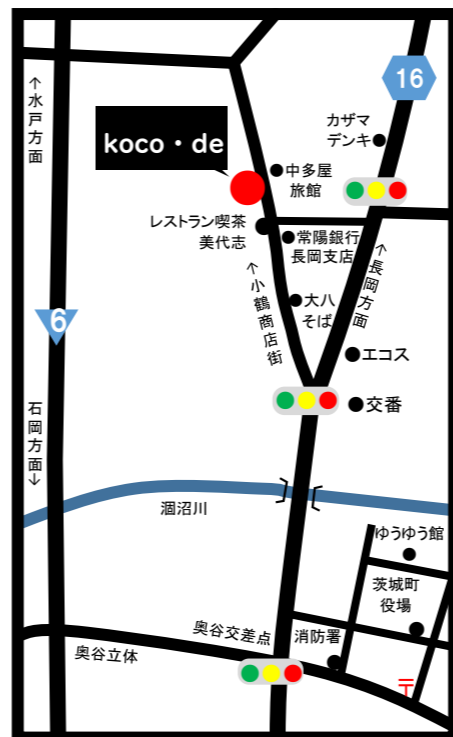 16
↑水戸方面
カザマ
デンキ
koco・de
中多屋
旅館
レストラン喫茶
美代志
常陽銀行
長岡支店
↑長岡方面
↑小鶴商店街
大八
そば
6
エコス
交番
石岡方面↓
涸沼川
ゆうゆう館
茨城町
役場
奥谷交差点
消防署
奥谷立体
〒